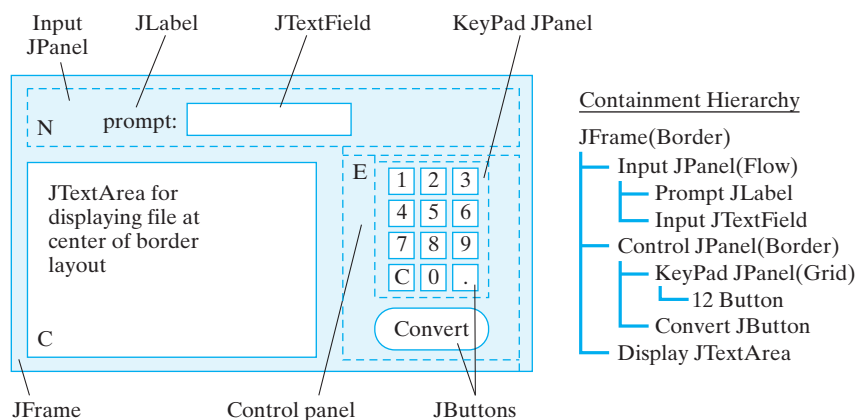 Input
JPanel
JLabel
JTextField
KeyPad JPanel
N
prompt:
JTextArea for
displaying file at
center of border
layout
C
E
1 2 3
4 5 6
7 8 9
C 0 .
Convert
JFrame
Control panel
JButtons
Containment Hierarchy
JFrame(Border)
Input JPanel(Flow)
Prompt JLabel
Input JTextField
Control JPanel(Border)
KeyPad JPanel(Grid)
12 Button
Convert JButton
Display JTextArea